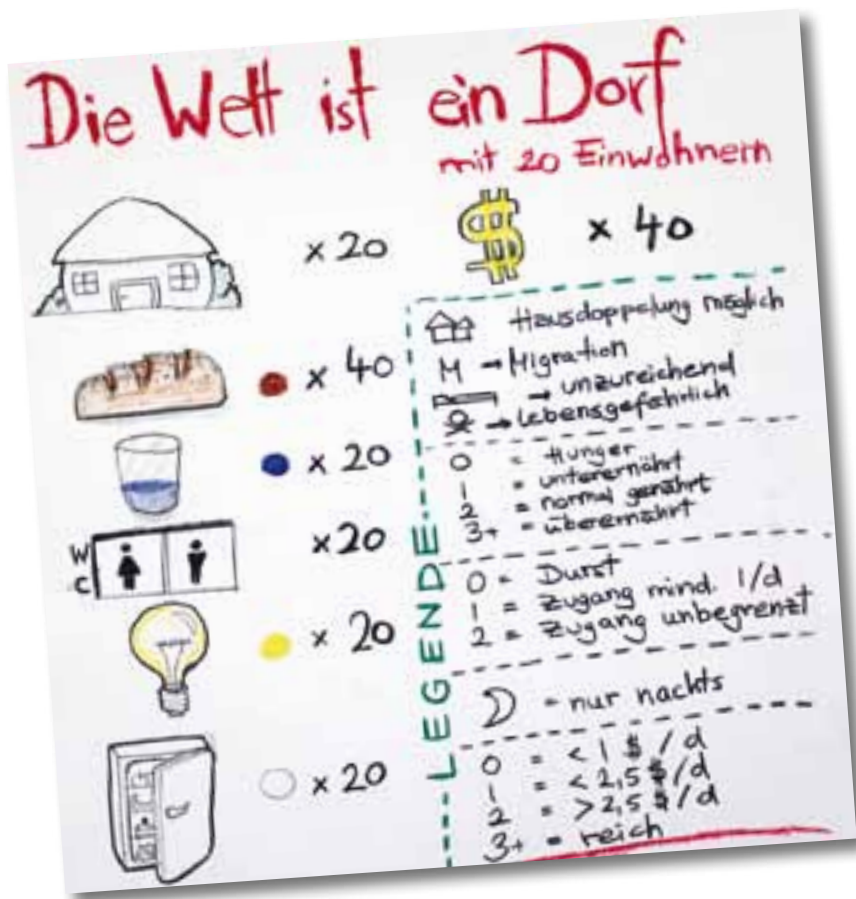 Die Welt ist ein Dorf
mit 20 Einwohnern
x 20
x 40
x 40
x 20
WC
x 20
x 20
x 20
LEGENDE
Hausdoppelung möglich
M → Migration
→ unzureichend
→ Lebensgefährlich
0 = Hunger
1 = unterernährt
2 = normal genährt
3+ = überernährt
0 = Durst
1 = Zugang mind. 1/d
2 = Zugang unbegrenzt
= nur nachts
0 = < 1 $ / d
1 = < 2,5 $ / d
2 = > 2,5 $ / d
3+ = reich